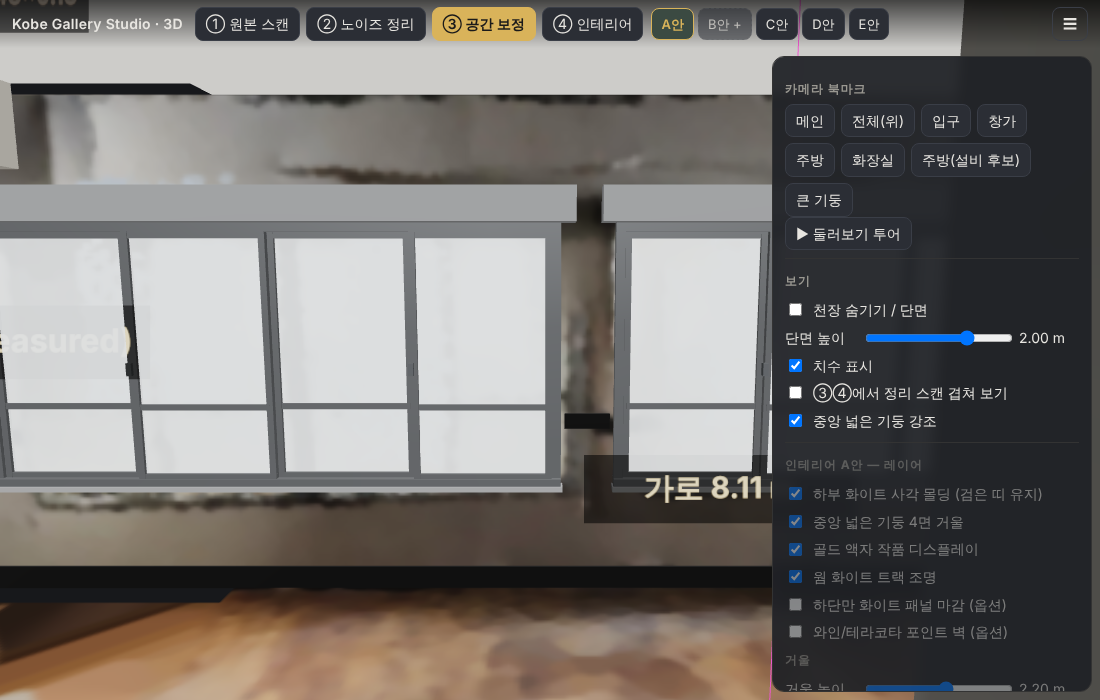 Kobe Gallery Studio · 3D
① 원본 스캔
② 노이즈 정리
③ 공간 보정
④ 인테리어
A안
B안 +
C안
D안
E안
☰
카메라 북마크
메인
전체(위)
입구
창가
주방
화장실
주방(설비 후보)
큰 기둥
▶ 둘러보기 투어
보기
천장 숨기기 / 단면
단면 높이
2.00 m
치수 표시
③④에서 정리 스캔 겹쳐 보기
중앙 넓은 기둥 강조
인테리어 A안 — 레이어
하부 화이트 사각 몰딩 (검은 띠 유지)
중앙 넓은 기둥 4면 거울
골드 액자 작품 디스플레이
웜 화이트 트랙 조명
하단만 화이트 패널 마감 (옵션)
와인/테라코타 포인트 벽 (옵션)
거울
거울 높이
2.20 m
easured)
가로 8.11